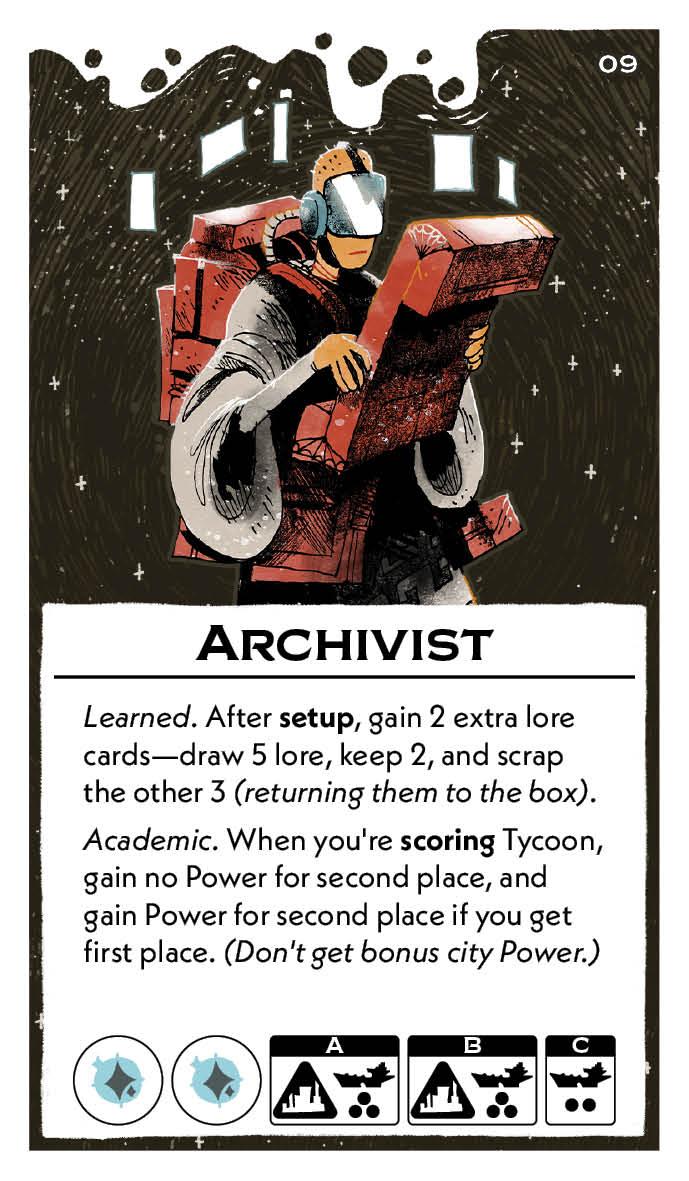 09
ARCHIVIST
Learned. After setup, gain 2 extra lore
cards—draw 5 lore, keep 2, and scrap
the other 3 (returning them to the box).
Academic. When you're scoring Tycoon,
gain no Power for second place, and
gain Power for second place if you get
first place. (Don't get bonus city Power.)
A B C